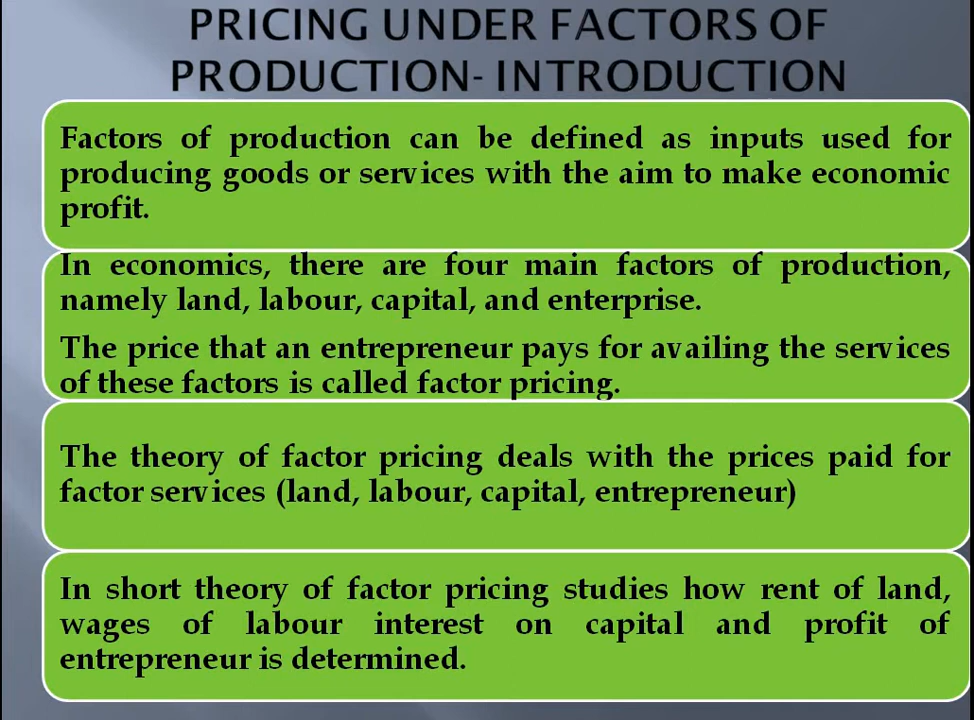 PRICING UNDER FACTORS OF
PRODUCTION- INTRODUCTION
Factors of production can be defined as inputs used for
producing goods or services with the aim to make economic
profit.
In economics, there are four main factors of production,
namely land, labour, capital, and enterprise.
The price that an entrepreneur pays for availing the services
of these factors is called factor pricing.
The theory of factor pricing deals with the prices paid for
factor services (land, labour, capital, entrepreneur)
In short theory of factor pricing studies how rent of land,
wages of labour interest on capital and profit of
entrepreneur is determined.